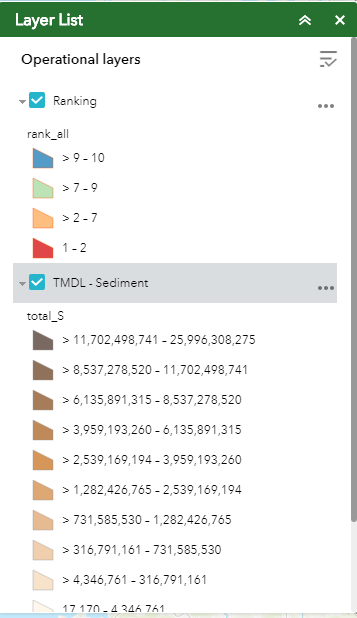 Layer List
Operational layers
Ranking
rank_all
> 9 – 10
> 7 – 9
> 2 – 7
1 – 2
TMDL - Sediment
total_S
> 11,702,498,741 – 25,996,308,275
> 8,537,278,520 – 11,702,498,741
> 6,135,891,315 – 8,537,278,520
> 3,959,193,260 – 6,135,891,315
> 2,539,169,194 – 3,959,193,260
> 1,282,426,765 – 2,539,169,194
> 731,585,530 – 1,282,426,765
> 316,791,161 – 731,585,530
> 4,346,761 – 316,791,161
17,170 – 4,346,761